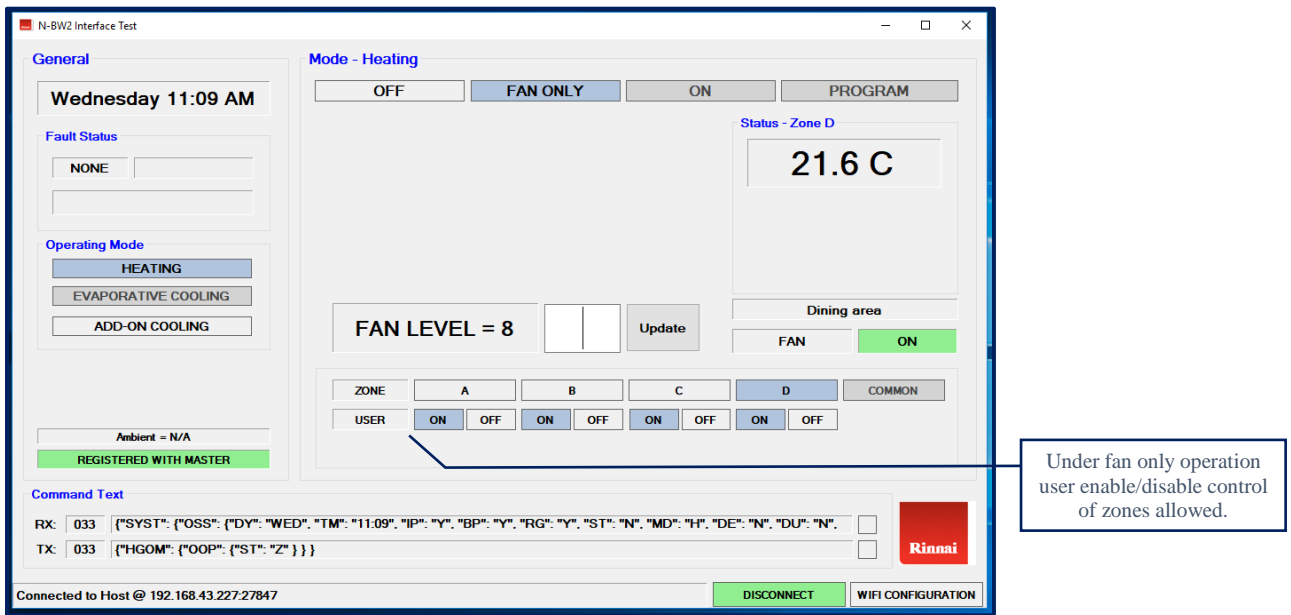 N-BW2 Interface Test
General
Wednesday 11:09 AM
Fault Status
NONE
Operating Mode
HEATING
EVAPORATIVE COOLING
ADD-ON COOLING
Ambient = N/A
REGISTERED WITH MASTER
Mode - Heating
OFF FAN ONLY ON PROGRAM
Status - Zone D
21.6 C
FAN LEVEL = 8 Update
Dining area
FAN ON
ZONE A B C D COMMON
USER ON OFF ON OFF ON OFF ON OFF
Under fan only operation
user enable/disable control
of zones allowed.
Command Text
RX: 033 {"SYST": {"OSS": {"DY": "WED", "TM": "11:09", "IP": "Y", "BP": "Y", "RG": "Y", "ST": "N", "MD": "H", "DE": "N", "DU": "N",
TX: 033 {"HGOM": {"OOP": {"ST": "Z" } } }
Rinnai
Connected to Host @ 192.168.43.227:27847 DISCONNECT WIFI CONFIGURATION